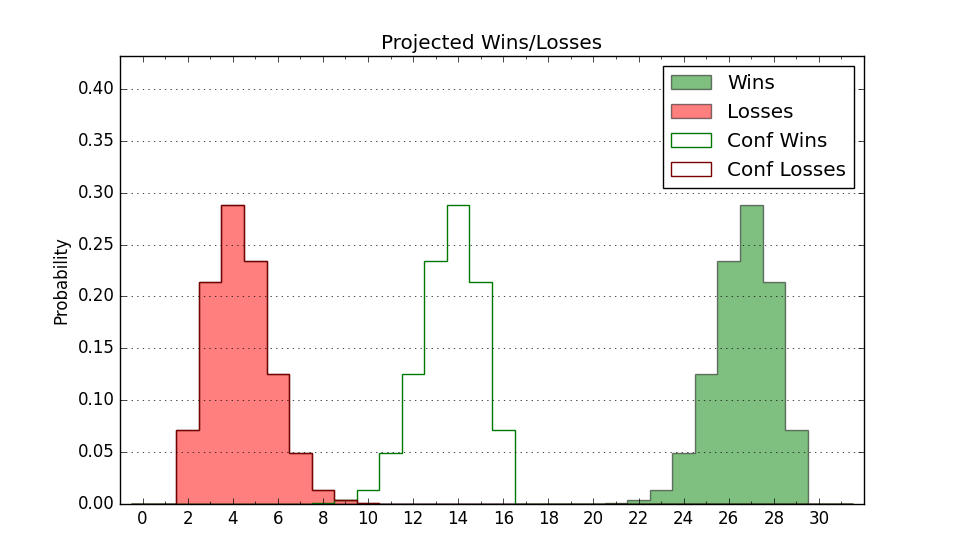 Projected Wins/Losses
Wins
Losses
Conf Wins
Conf Losses
Probability
0.40
0.35
0.30
0.25
0.20
0.15
0.10
0.05
0.00
0 2 4 6 8 10 12 14 16 18 20 22 24 26 28 30